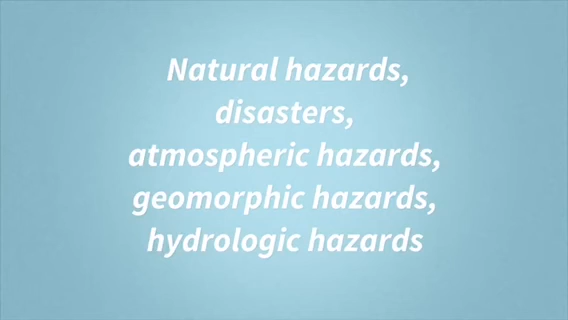 Natural hazards,
disasters,
atmospheric hazards,
geomorphic hazards,
hydrologic hazards